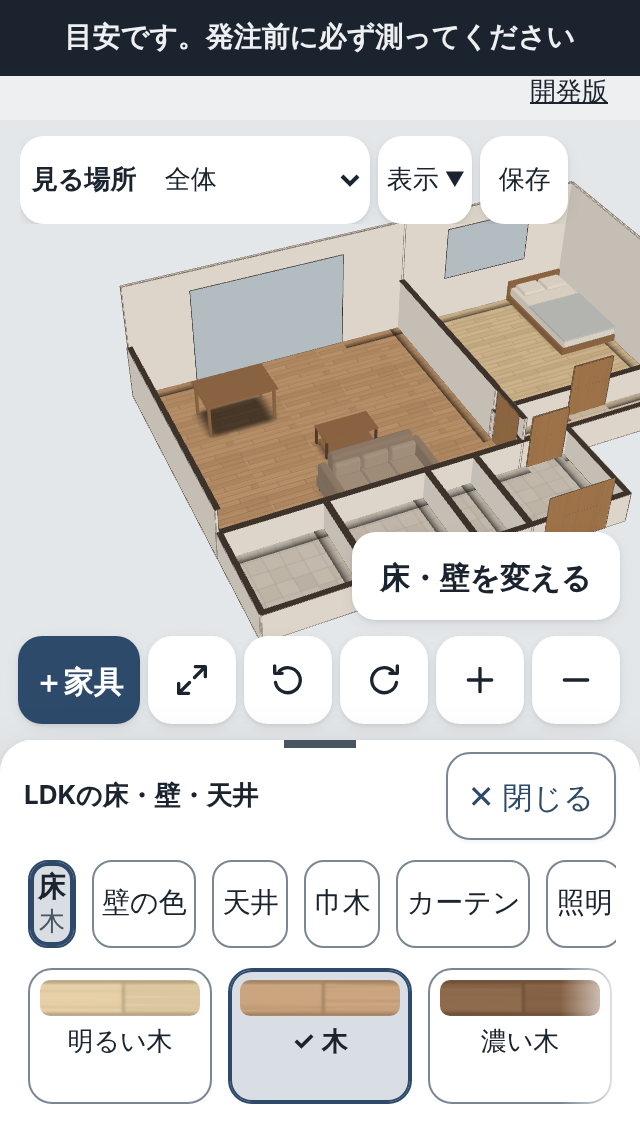 目安です。発注前に必ず測ってください
開発版
見る場所 全体
表示 ▼
保存
床・壁を変える
＋家具
LDKの床・壁・天井
✕ 閉じる
床
木
壁の色
天井
巾木
カーテン
照明
明るい木
✓ 木
濃い木